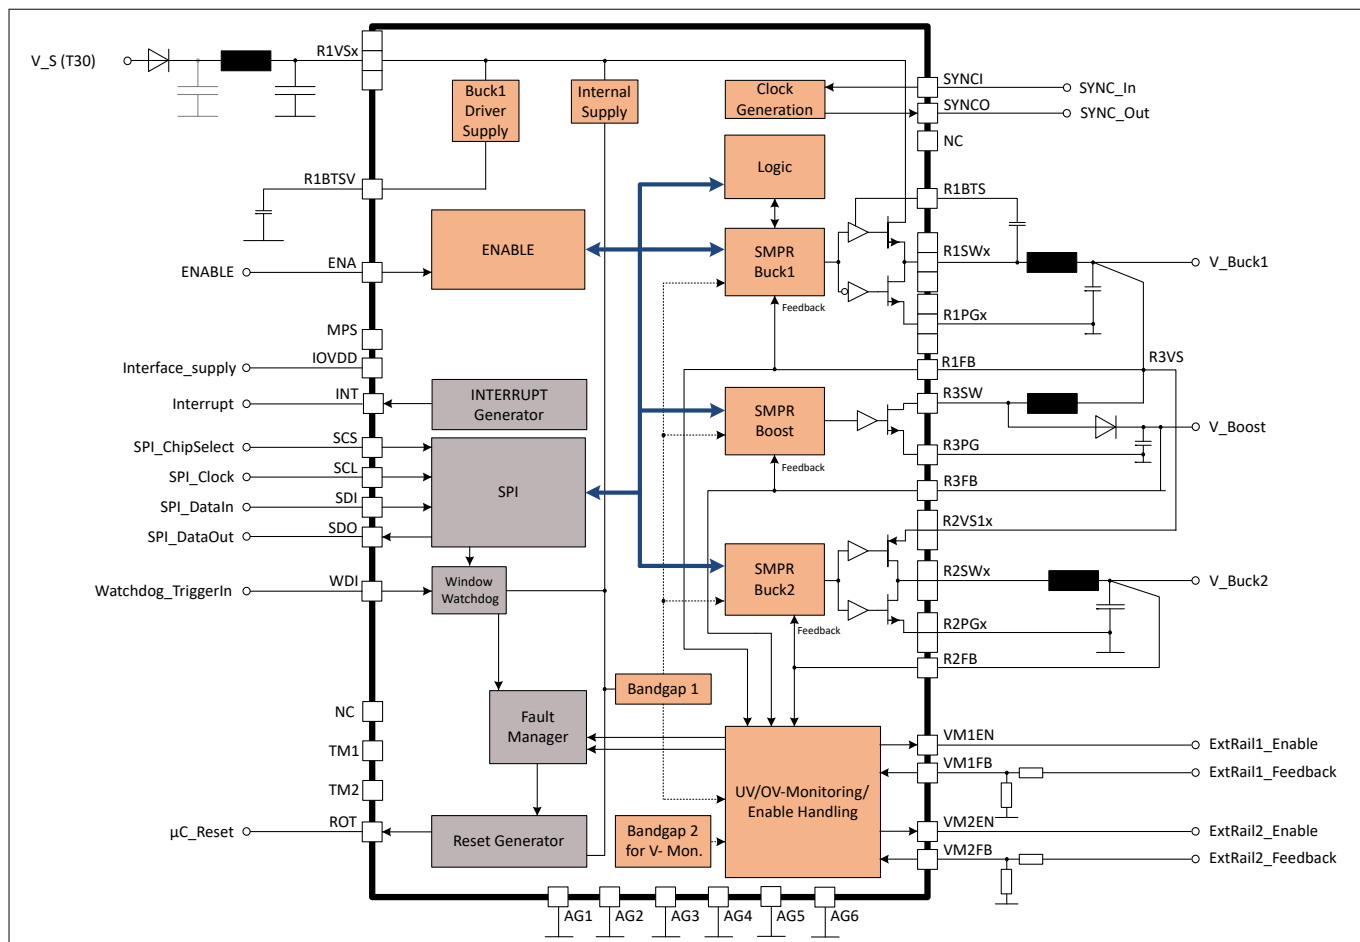 V_S (T30)
R1VSx
Buck1
Driver
Supply
Internal
Supply
Clock
Generation
SYNCI
SYNC_In
SYNCO
SYNC_Out
NC
Logic
R1BTSV
R1BTS
ENABLE
SMPR
Buck1
R1SWx
V_Buck1
ENABLE
ENA
Feedback
R1PGx
MPS
Interface_supply
IOVDD
R1FB
R3VS
Interrupt
INT
INTERRUPT
Generator
SMPR
Boost
R3SW
V_Boost
SPI_ChipSelect
SCS
R3PG
Feedback
SPI_Clock
SCL
SPI
R3FB
SPI_DataIn
SDI
SPI_DataOut
SDO
R2VS1x
Watchdog_TriggerIn
WDI
Window
Watchdog
SMPR
Buck2
R2SWx
V_Buck2
Feedback
R2PGx
R2FB
Bandgap 1
NC
Fault
Manager
TM1
TM2
UV/OV-Monitoring/
Enable Handling
VM1EN
ExtRail1_Enable
VM1FB
ExtRail1_Feedback
µC_Reset
ROT
Reset Generator
Bandgap 2
for V- Mon.
VM2EN
ExtRail2_Enable
VM2FB
ExtRail2_Feedback
AG1
AG2
AG3
AG4
AG5
AG6